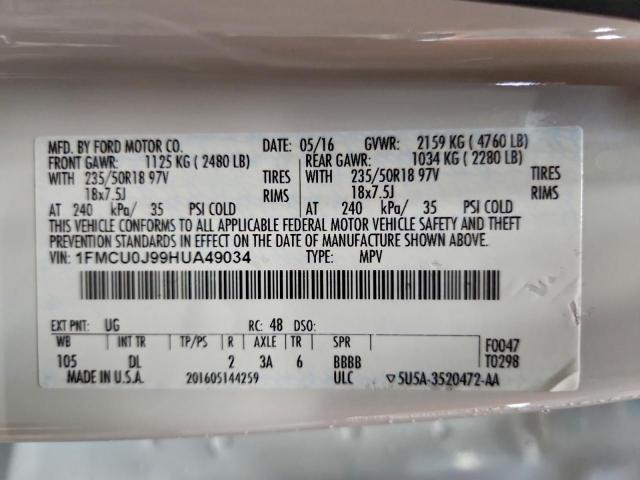 MFD. BY FORD MOTOR CO. DATE: 05/16 GVWR: 2159 KG ( 4760 LB)
FRONT GAWR: 1125 KG ( 2480 LB) REAR GAWR: 1034 KG ( 2280 LB)
WITH 235/50R18 97V TIRES WITH 235/50R18 97V TIRES
18x7.5J RIMS 18x7.5J RIMS
AT 240 kPa/ 35 PSI COLD AT 240 kPa/ 35 PSI COLD
THIS VEHICLE CONFORMS TO ALL APPLICABLE FEDERAL MOTOR VEHICLE SAFETY AND THEFT
PREVENTION STANDARDS IN EFFECT ON THE DATE OF MANUFACTURE SHOWN ABOVE.
VIN: 1FMCU0J99HUA49034 TYPE: MPV
EXT PNT: UG RC: 48 DSO:
WB INT TR TP/PS R AXLE TR SPR F0047
105 DL 2 3A 6 BBBB T0298
MADE IN U.S.A. 201605144259 ULC ▽5U5A-3520472-AA